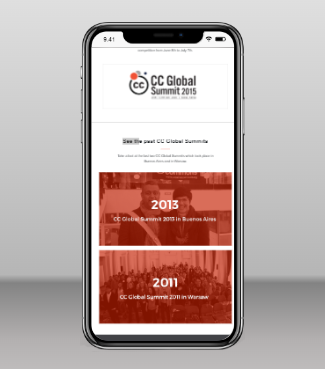 9:41
CC Global
Summit 2015
See the past CC Global Summits
2013
CC Global Summit 2013 in Buenos Aires
2011
CC Global Summit 2011 in Warsaw